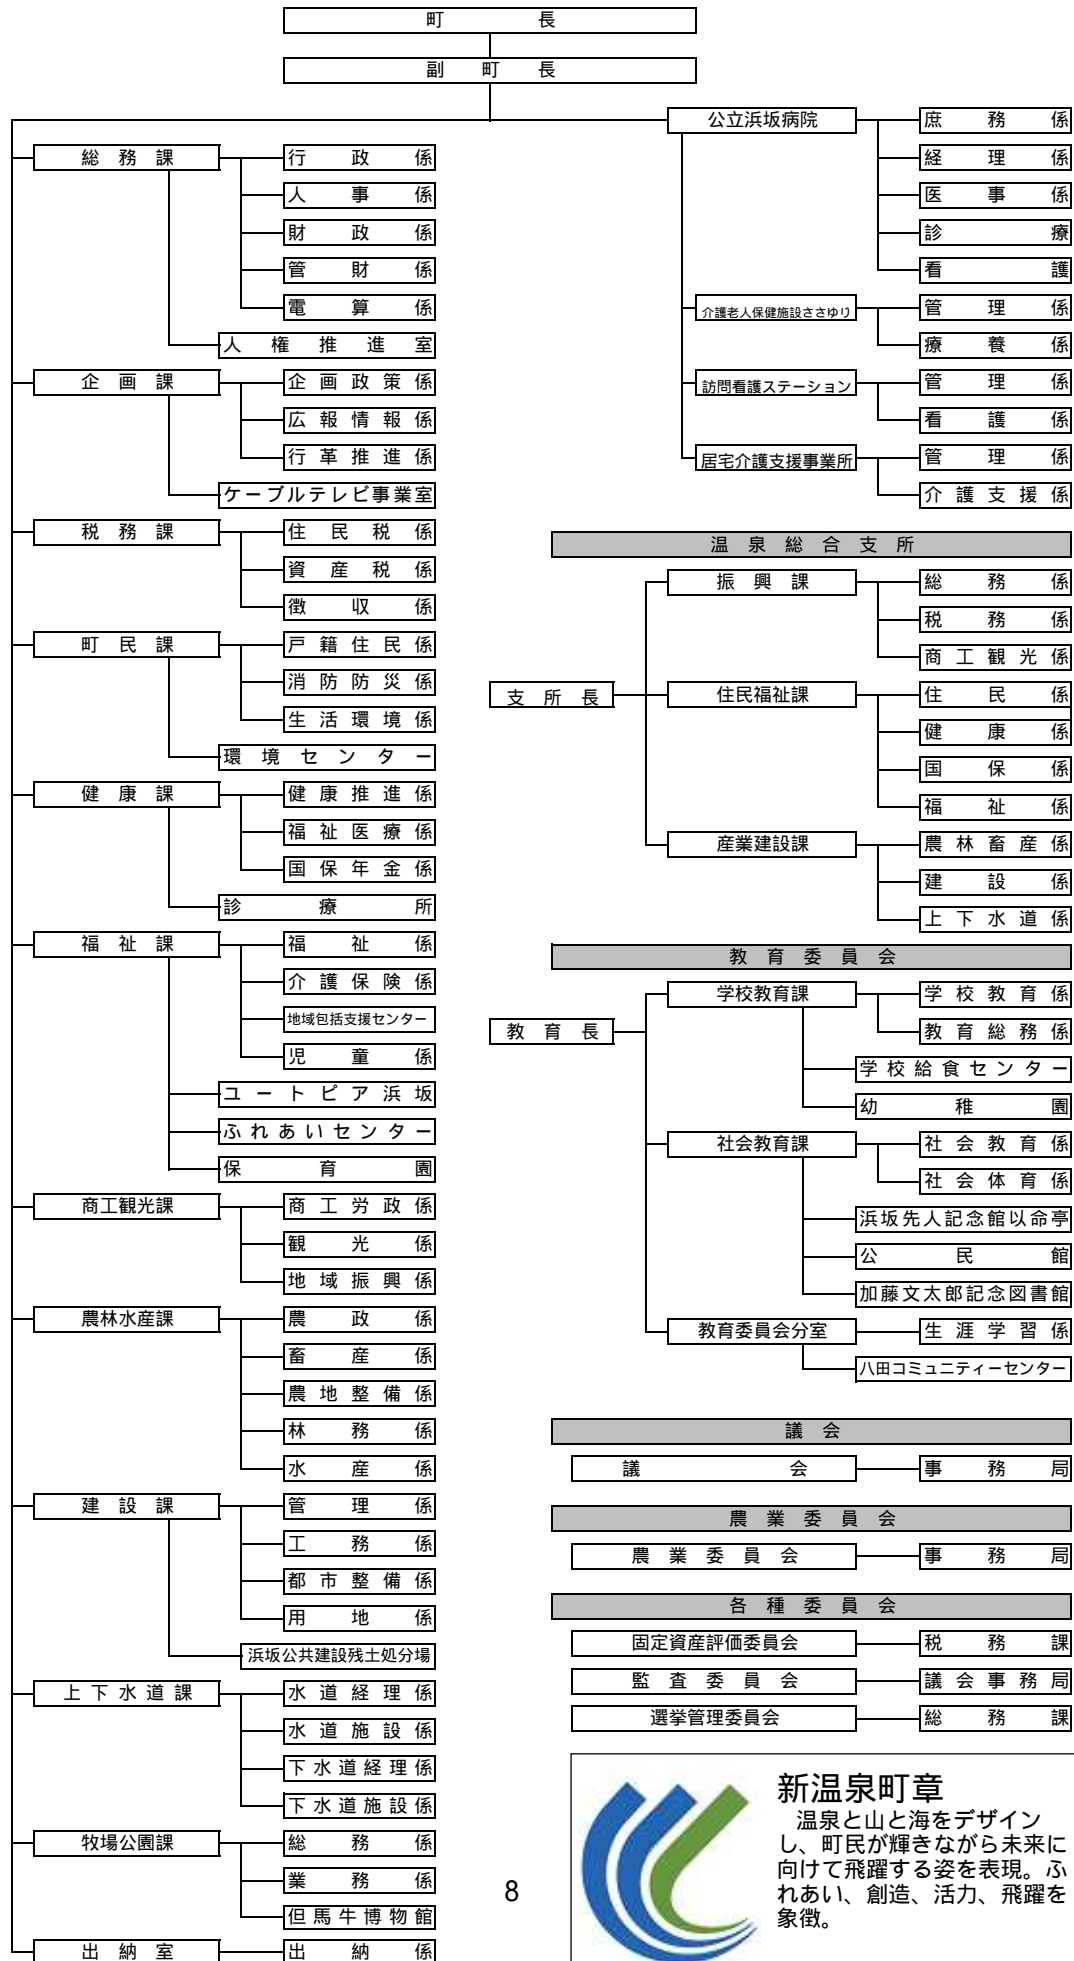 町長
副町長
総務課
行政係
人事係
財政係
管財係
電算係
人権推進室
企画課
企画政策係
広報情報係
行革推進係
ケーブルテレビ事業室
税務課
住民税係
資産税係
徴収係
町民課
戸籍住民係
消防防災係
生活環境係
環境センター
健康課
健康推進係
福祉医療係
国保年金係
診療所
福祉課
福祉係
介護保険係
地域包括支援センター
児童係
ユートピア浜坂
ふれあいセンター
保育園
商工観光課
商工労政係
観光係
地域振興係
農林水産課
農政係
畜産係
農地整備係
林務係
水産係
建設課
管理係
工務係
都市整備係
用地係
浜坂公共建設残土処分場
上下水道課
水道経理係
水道施設係
下水道経理係
下水道施設係
牧場公園課
総務係
業務係
但馬牛博物館
出納室
出納係
公立浜坂病院
庶務係
経理係
医事係
診療
看護
介護老人保健施設ささゆり
管理係
療養係
訪問看護ステーション
管理係
看護係
居宅介護支援事業所
管理係
介護支援係
温泉総合支所
支所長
振興課
総務係
税務係
商工観光係
住民福祉課
住民係
健康係
国保係
福祉係
産業建設課
農林畜産係
建設係
上下水道係
教育委員会
教育長
学校教育課
学校教育係
教育総務係
学校給食センター
幼稚園
社会教育課
社会教育係
社会体育係
浜坂先人記念館以命亭
公民館
加藤文太郎記念図書館
教育委員会分室
生涯学習係
八田コミュニティーセンター
議会
議会
事務局
農業委員会
農業委員会
事務局
各種委員会
固定資産評価委員会
税務課
監査委員会
議会事務局
選挙管理委員会
総務課
新温泉町章
温泉と山と海をデザイン
し、町民が輝きながら未来に
向けて飛躍する姿を表現。ふ
れあい、創造、活力、飛躍を
象徴。
8